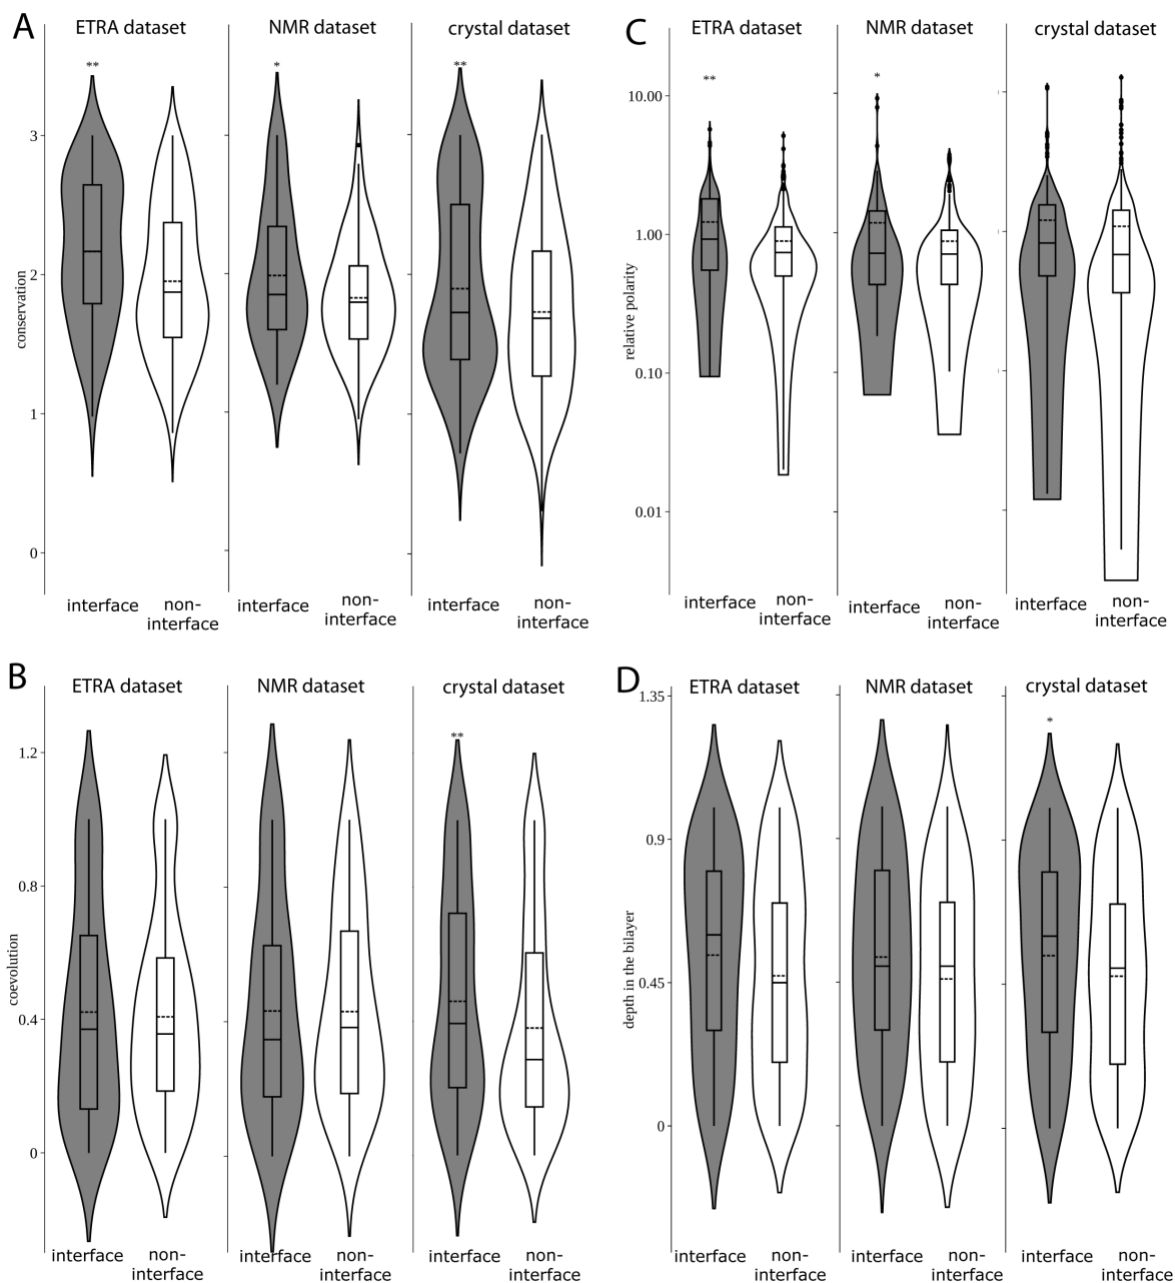 A
ETRA dataset
NMR dataset
crystal dataset
**
*
**
3
2
1
0
conservation
interface
non-
interface
interface
non-
interface
interface
non-
interface
C
ETRA dataset
NMR dataset
crystal dataset
**
*
10.00
1.00
0.10
0.01
relative polarity
interface
non-
interface
interface
non-
interface
interface
non-
interface
B
ETRA dataset
NMR dataset
crystal dataset
**
1.2
0.8
0.4
0
coevolution
interface
non-
interface
interface
non-
interface
interface
non-
interface
D
ETRA dataset
NMR dataset
crystal dataset
*
1.35
0.9
0.45
0
depth in the bilayer
interface
non-
interface
interface
non-
interface
interface
non-
interface